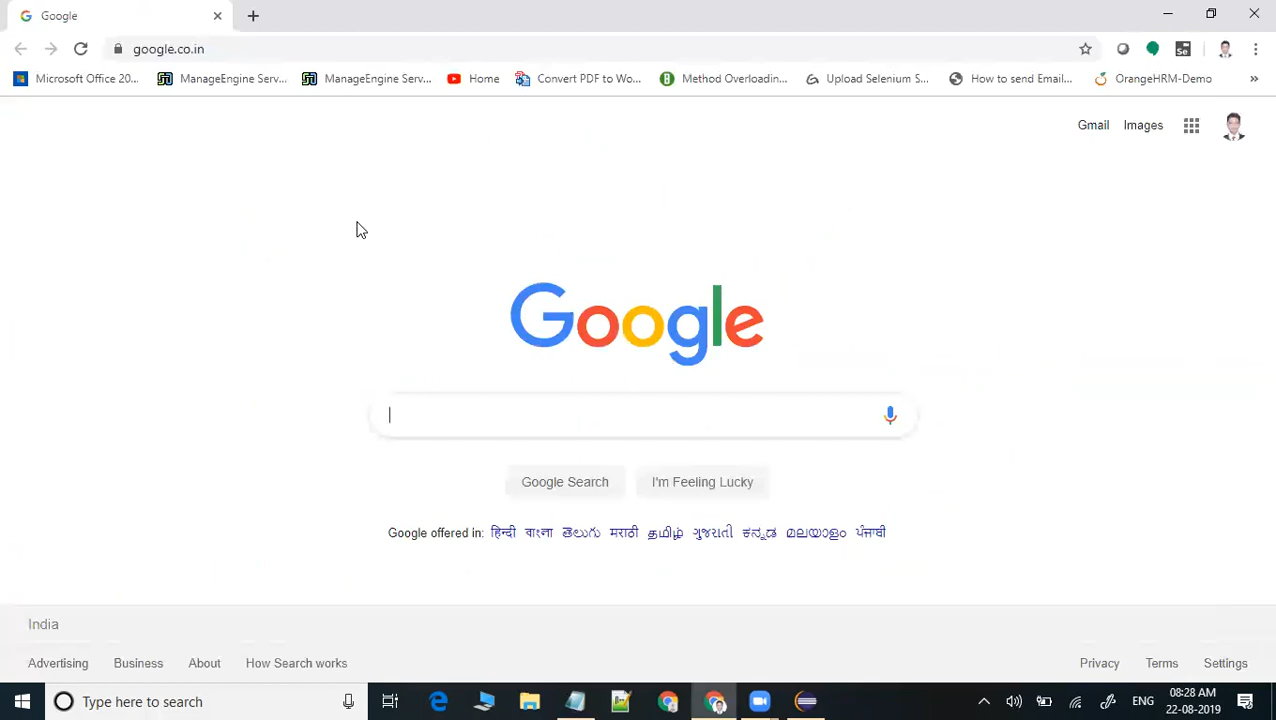 Google
google.co.in
Microsoft Office 20... ManageEngine Serv... ManageEngine Serv... Home Convert PDF to Wo... Method Overloadin... Upload Selenium S... How to send Email... OrangeHRM-Demo »
Gmail Images
Google
Google Search I'm Feeling Lucky
Google offered in: हिन्दी বাংলা తెలుగు मराठी தமிழ் ગુજરાતી ಕನ್ನಡ മലയാളം ਪੰਜਾਬੀ
India
Advertising Business About How Search works Privacy Terms Settings
Type here to search ENG 08:28 AM
22-08-2019